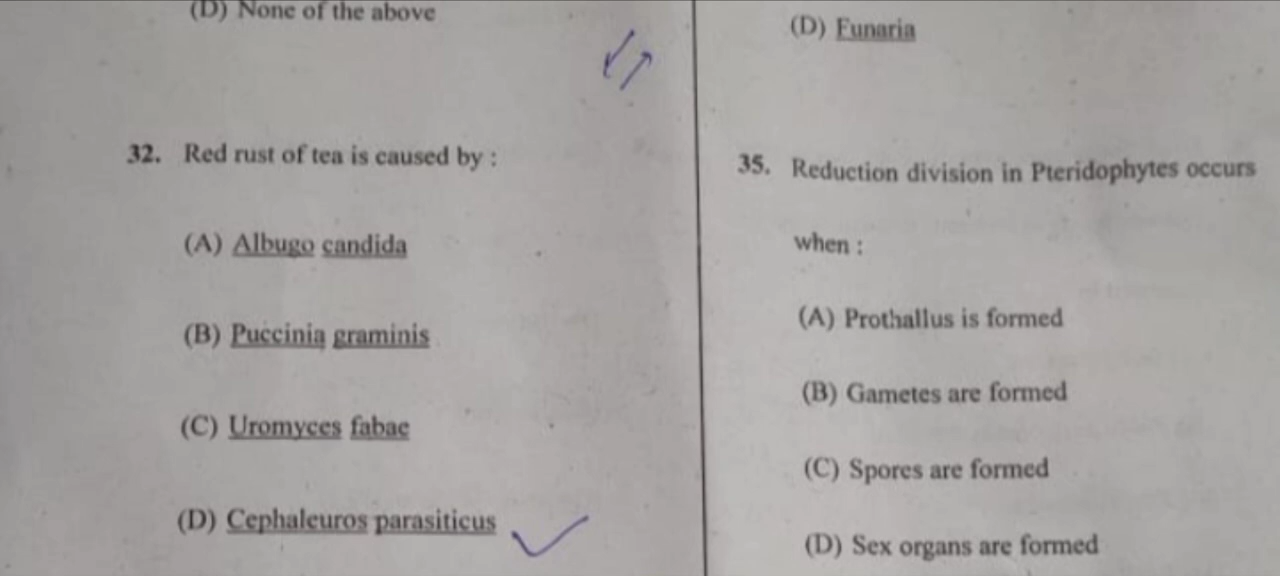 (D) None of the above
32. Red rust of tea is caused by :
(A) Albugo candida
(B) Puccinia graminis
(C) Uromyces fabae
(D) Cephaleuros parasiticus
(D) Funaria
35. Reduction division in Pteridophytes occurs
when :
(A) Prothallus is formed
(B) Gametes are formed
(C) Spores are formed
(D) Sex organs are formed